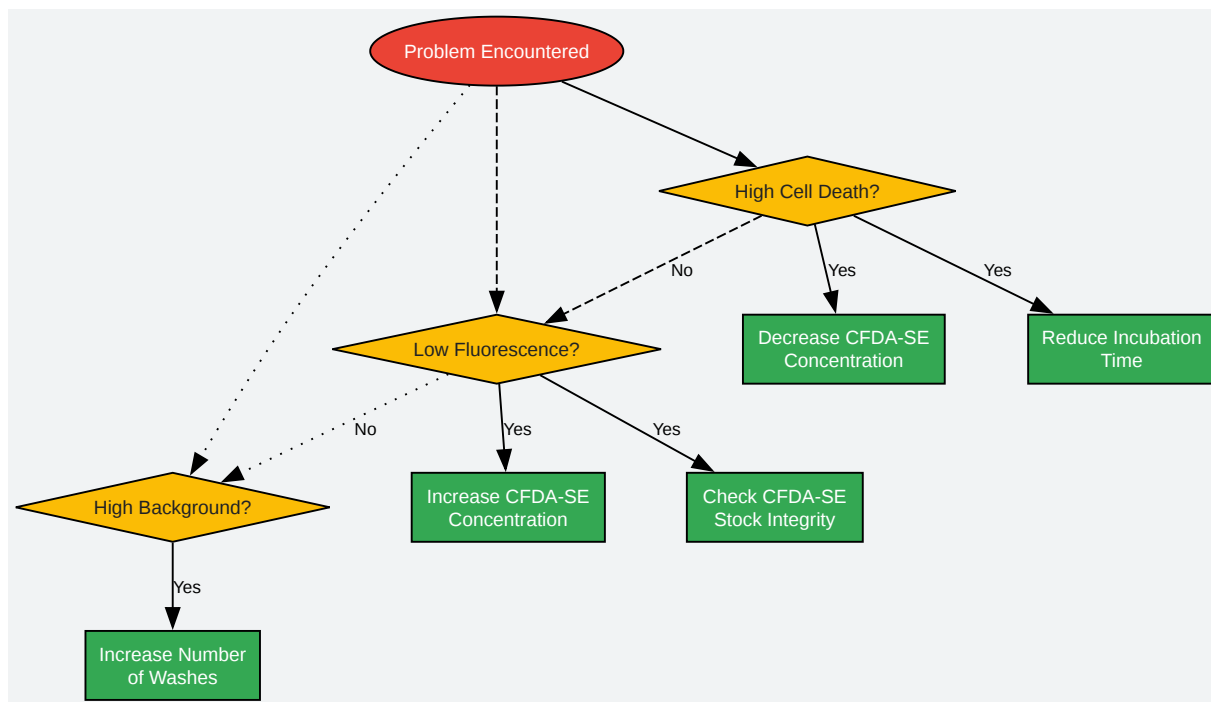 Problem Encountered
High Cell Death?
No
Yes
Yes
Low Fluorescence?
Decrease CFDA-SE
Concentration
Reduce Incubation
Time
No
Yes
Yes
High Background?
Increase CFDA-SE
Concentration
Check CFDA-SE
Stock Integrity
Yes
Increase Number
of Washes